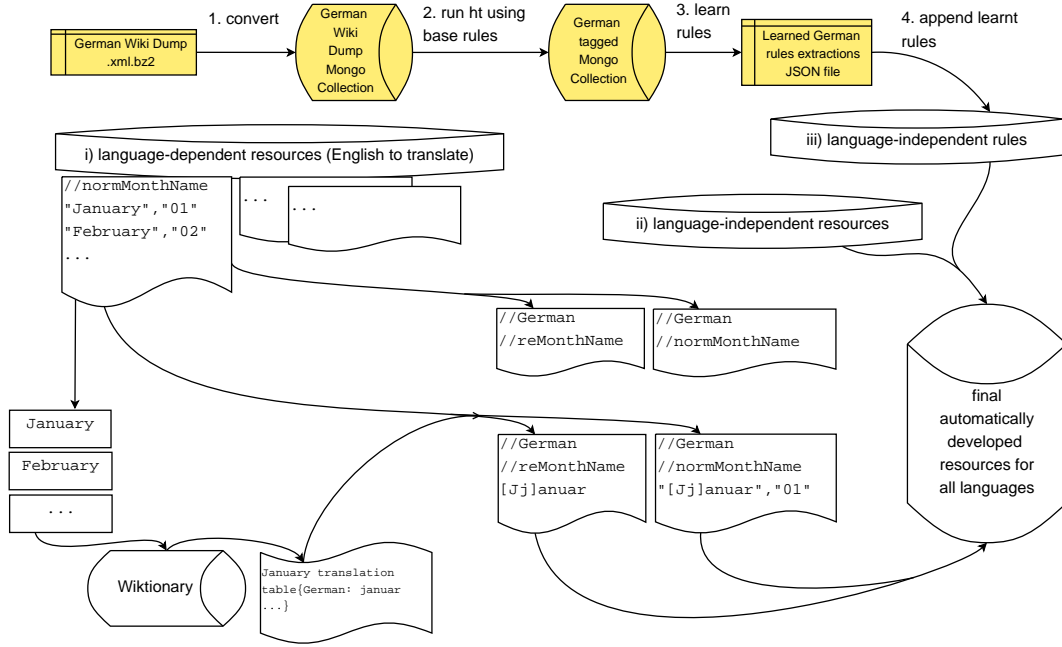 1. convert
2. run ht using
base rules
3. learn
rules
4. append learnt
rules
German Wiki Dump
.xml.bz2
German
Wiki
Dump
Mongo
Collection
German
tagged
Mongo
Collection
Learned German
rules extractions
JSON file
i) language-dependent resources (English to translate)
iii) language-independent rules
//normMonthName
"January","01"
"February","02"
...
...
...
ii) language-independent resources
//German
//reMonthName
//German
//normMonthName
final
automatically
developed
resources for
all languages
January
February
...
//German
//reMonthName
[Jj]anuar
//German
//normMonthName
"[Jj]anuar","01"
Wiktionary
January translation
table{German: januar
...}